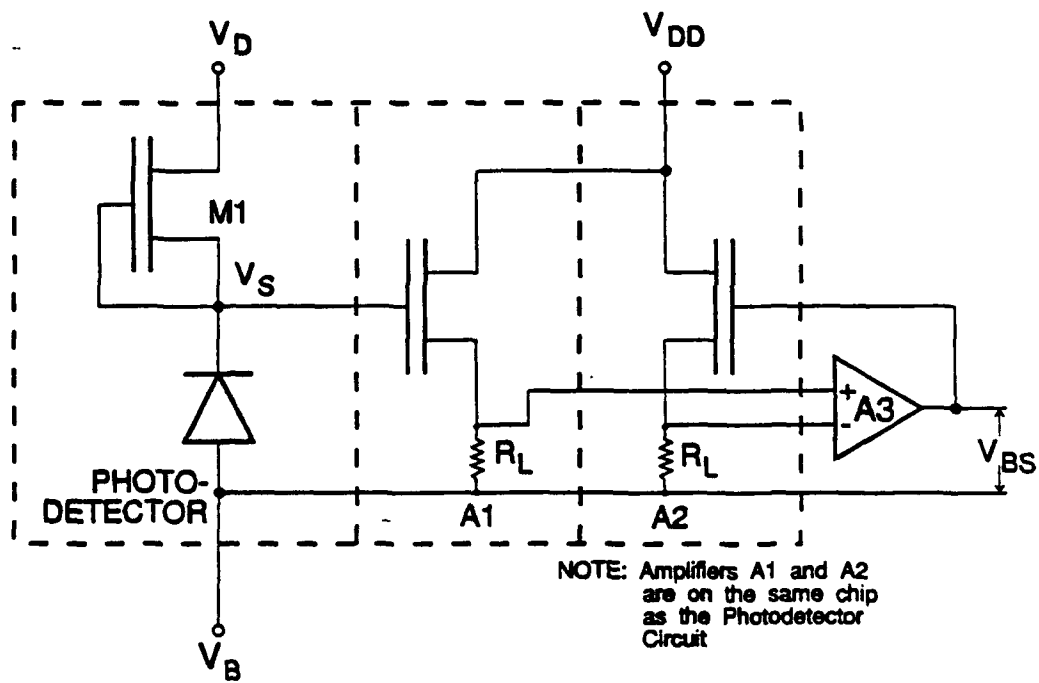 V_D
V_DD
M1
V_S
+
A3
-
V_BS
R_L
R_L
PHOTO-
DETECTOR
A1
A2
NOTE: Amplifiers A1 and A2
are on the same chip
as the Photodetector
Circuit
V_B